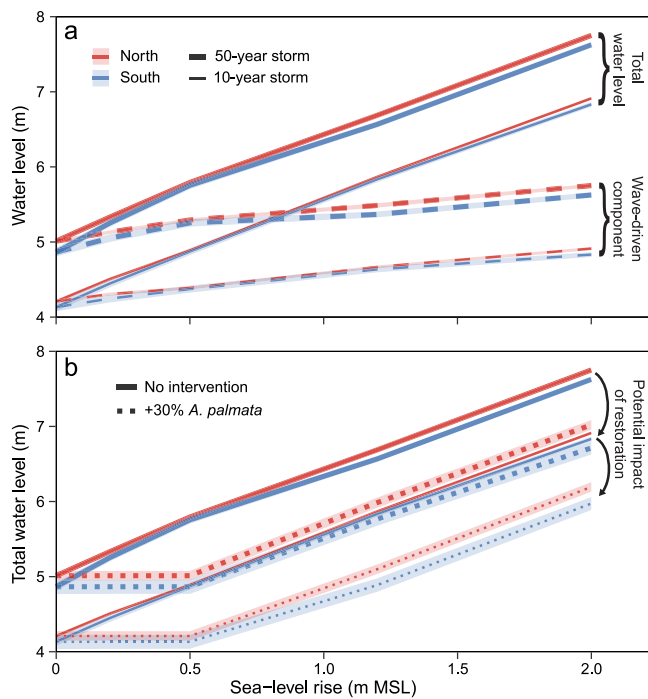 a
North
South
50-year storm
10-year storm
Total
water level
Wave-driven
component
Water level (m)
8
7
6
5
4
b
No intervention
+30% A. palmata
Potential impact
of restoration
Total water level (m)
8
7
6
5
4
0
0.5
1.0
1.5
2.0
Sea-level rise (m MSL)